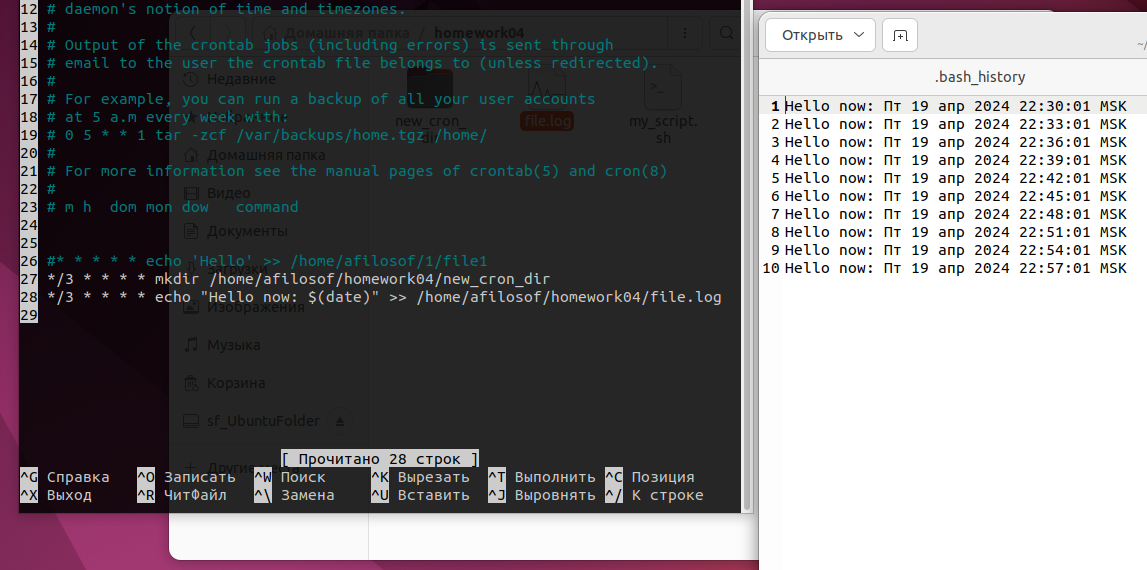 12 # daemon's notion of time and timezones.
13 #
14 # Output of the crontab jobs (including errors) is sent through
15 # email to the user the crontab file belongs to (unless redirected).
16 #
17 # For example, you can run a backup of all your user accounts
18 # at 5 a.m every week with:
19 # 0 5 * * 1 tar -zcf /var/backups/home.tgz /home/
20 #
21 # For more information see the manual pages of crontab(5) and cron(8)
22 #
23 # m h  dom mon dow   command
24
25
26 #* * * * * echo 'Hello' >> /home/afilosof/1/file1
27 */3 * * * * mkdir /home/afilosof/homework04/new_cron_dir
28 */3 * * * * echo "Hello now: $(date)" >> /home/afilosof/homework04/file.log
29
[ Прочитано 28 строк ]
^G Справка ^O Записать ^W Поиск ^K Вырезать ^T Выполнить ^C Позиция
^X Выход ^R ЧитФайл ^\ Замена ^U Вставить ^J Выровнять ^/ К строке
Домашняя папка / homework04
Недавние
Домашняя папка
Видео
Документы
Загрузки
Изображения
Музыка
Корзина
sf_UbuntuFolder
Другие
new_cron_
dir
file.log
my_script.
sh
Открыть
~/
.bash_history
1 Hello now: Пт 19 апр 2024 22:30:01 MSK
2 Hello now: Пт 19 апр 2024 22:33:01 MSK
3 Hello now: Пт 19 апр 2024 22:36:01 MSK
4 Hello now: Пт 19 апр 2024 22:39:01 MSK
5 Hello now: Пт 19 апр 2024 22:42:01 MSK
6 Hello now: Пт 19 апр 2024 22:45:01 MSK
7 Hello now: Пт 19 апр 2024 22:48:01 MSK
8 Hello now: Пт 19 апр 2024 22:51:01 MSK
9 Hello now: Пт 19 апр 2024 22:54:01 MSK
10 Hello now: Пт 19 апр 2024 22:57:01 MSK